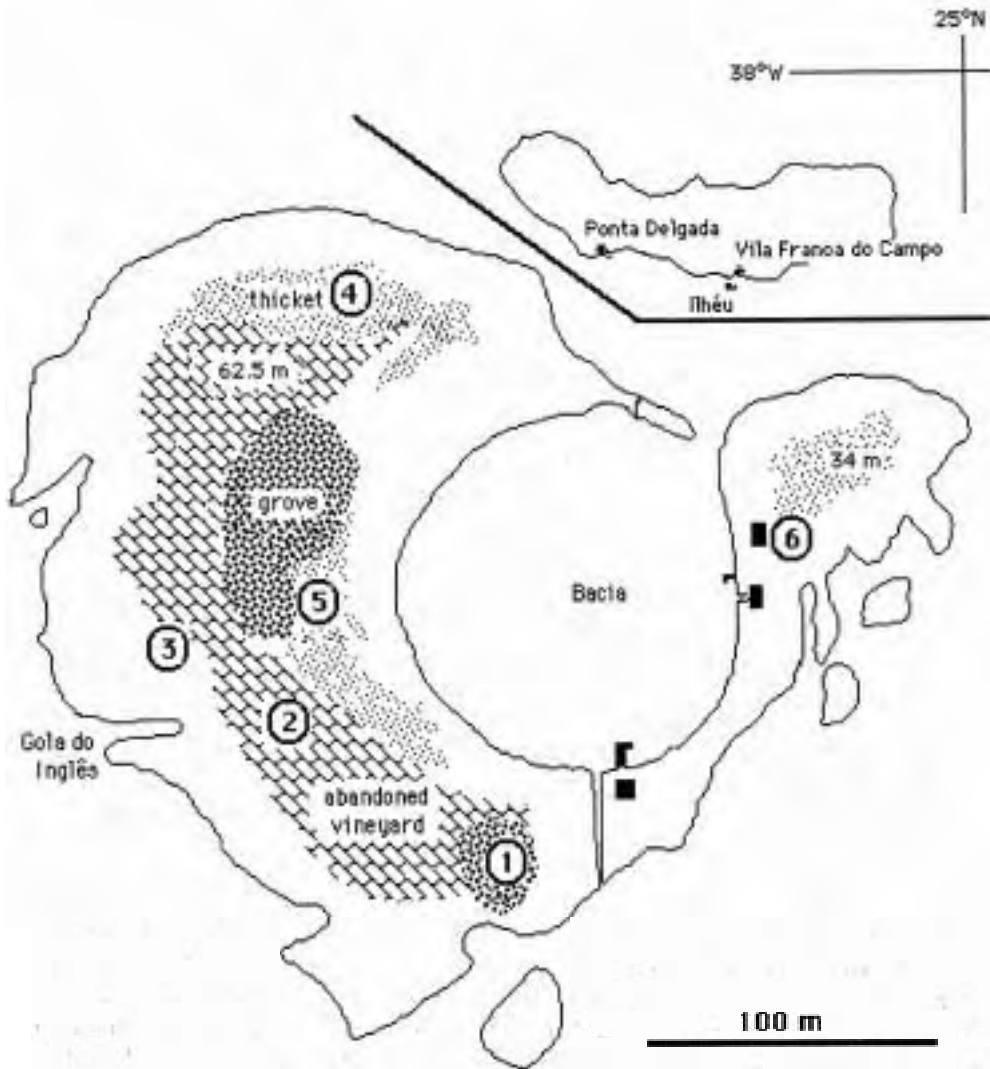 25°N
38°W
Ponta Delgada
Vila Franca do Campo
Ilhéu
thicket
4
62.5 m
34 m
grove
6
Bacia
5
3
2
Gola do
Inglês
abandoned
vineyard
1
100 m